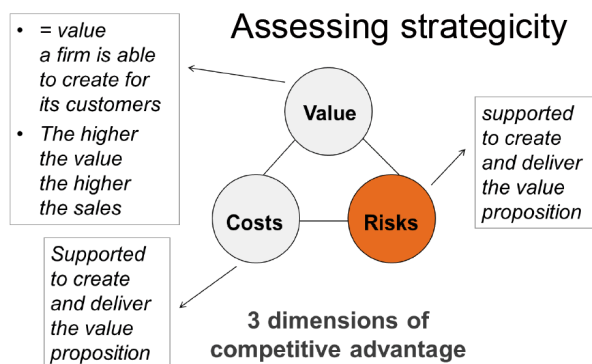 Assessing strategicity
• = value
a firm is able
to create for
its customers
• The higher
the value
the higher
the sales
Value
supported
to create
and deliver
the value
proposition
Costs
Risks
Supported
to create
and deliver
the value
proposition
3 dimensions of
competitive advantage